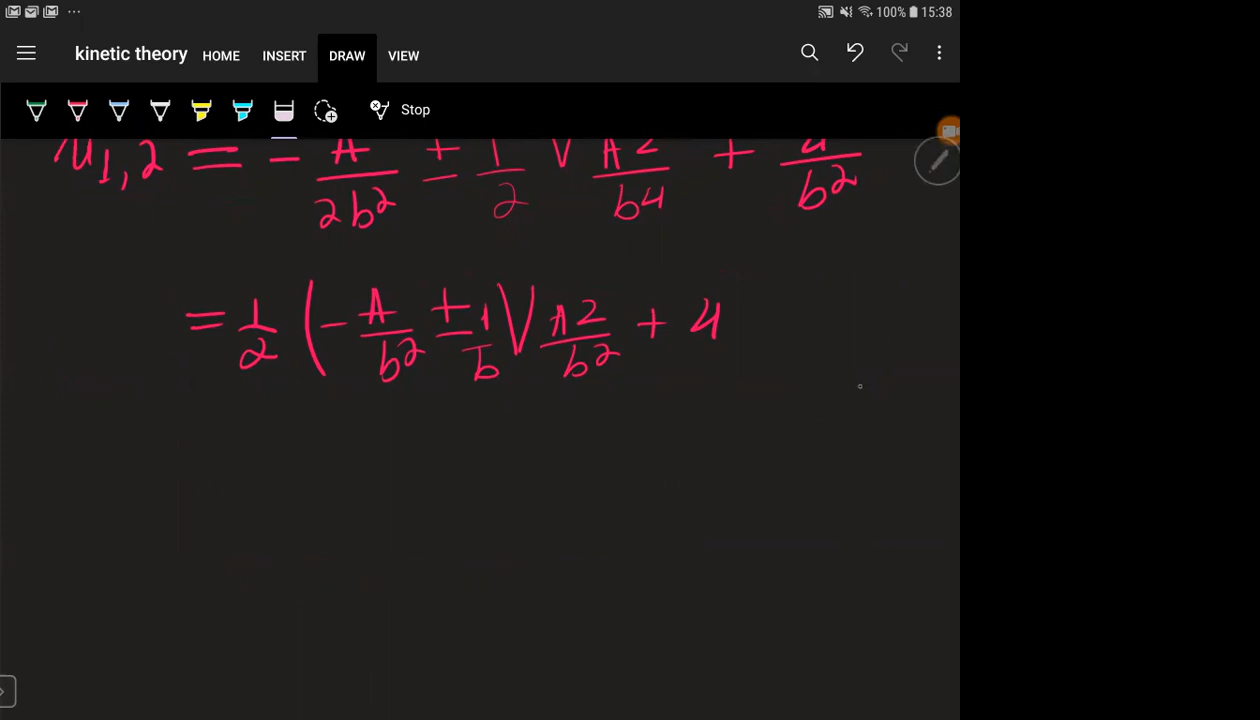 ... 100% 15:38
kinetic theory HOME INSERT DRAW VIEW
Stop
1,2 = - A/2b² ± 1/2 √ A²/b⁴ + 4/b²
= 1/2 ( - A/b² ± 1/b √ A²/b² + 4